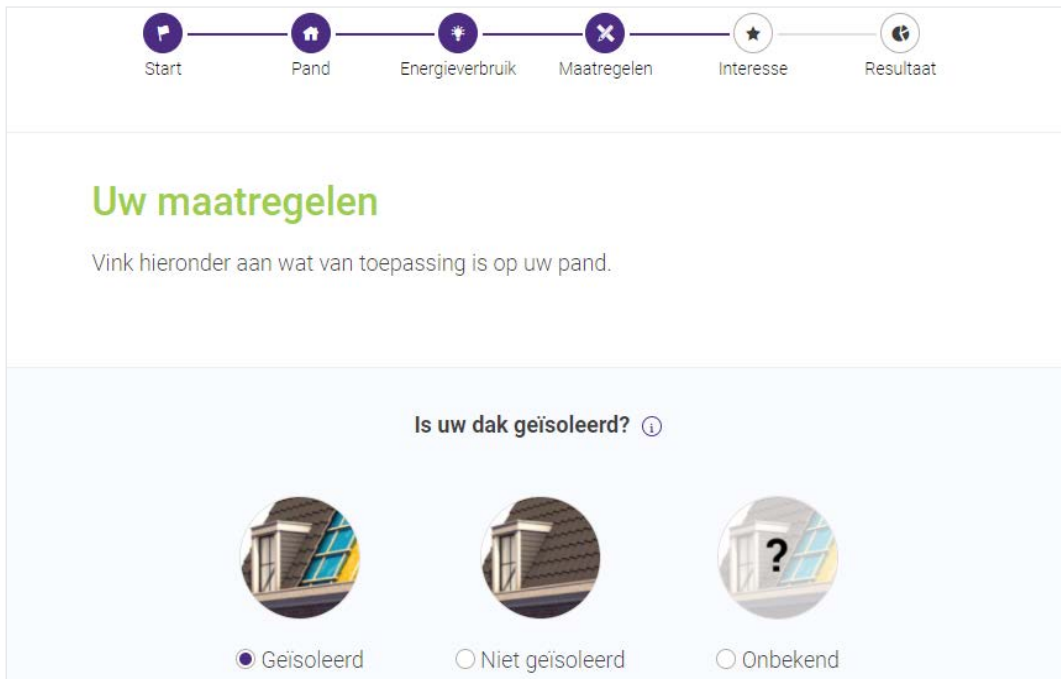 Start Pand Energieverbruik Maatregelen Interesse Resultaat
Uw maatregelen
Vink hieronder aan wat van toepassing is op uw pand.
Is uw dak geïsoleerd? i
?
Geïsoleerd Niet geïsoleerd Onbekend